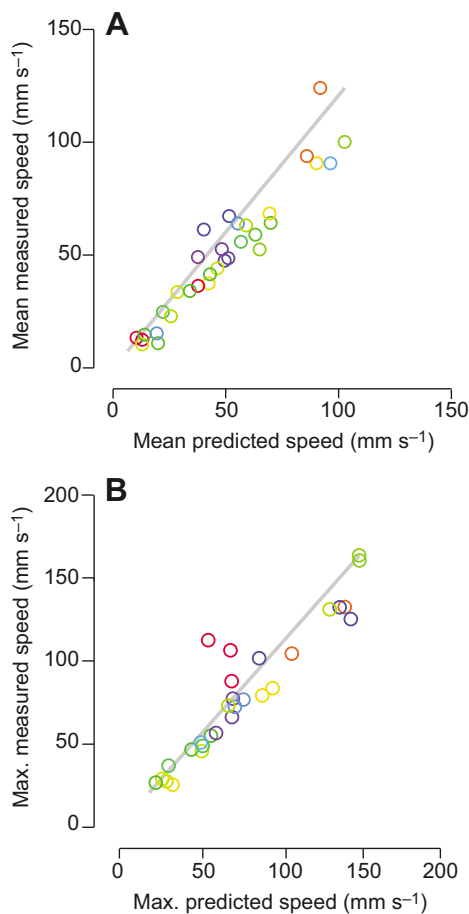 A
150
100
50
0
Mean measured speed (mm s⁻¹)
0 50 100 150
Mean predicted speed (mm s⁻¹)
B
200
150
100
50
0
Max. measured speed (mm s⁻¹)
0 50 100 150 200
Max. predicted speed (mm s⁻¹)